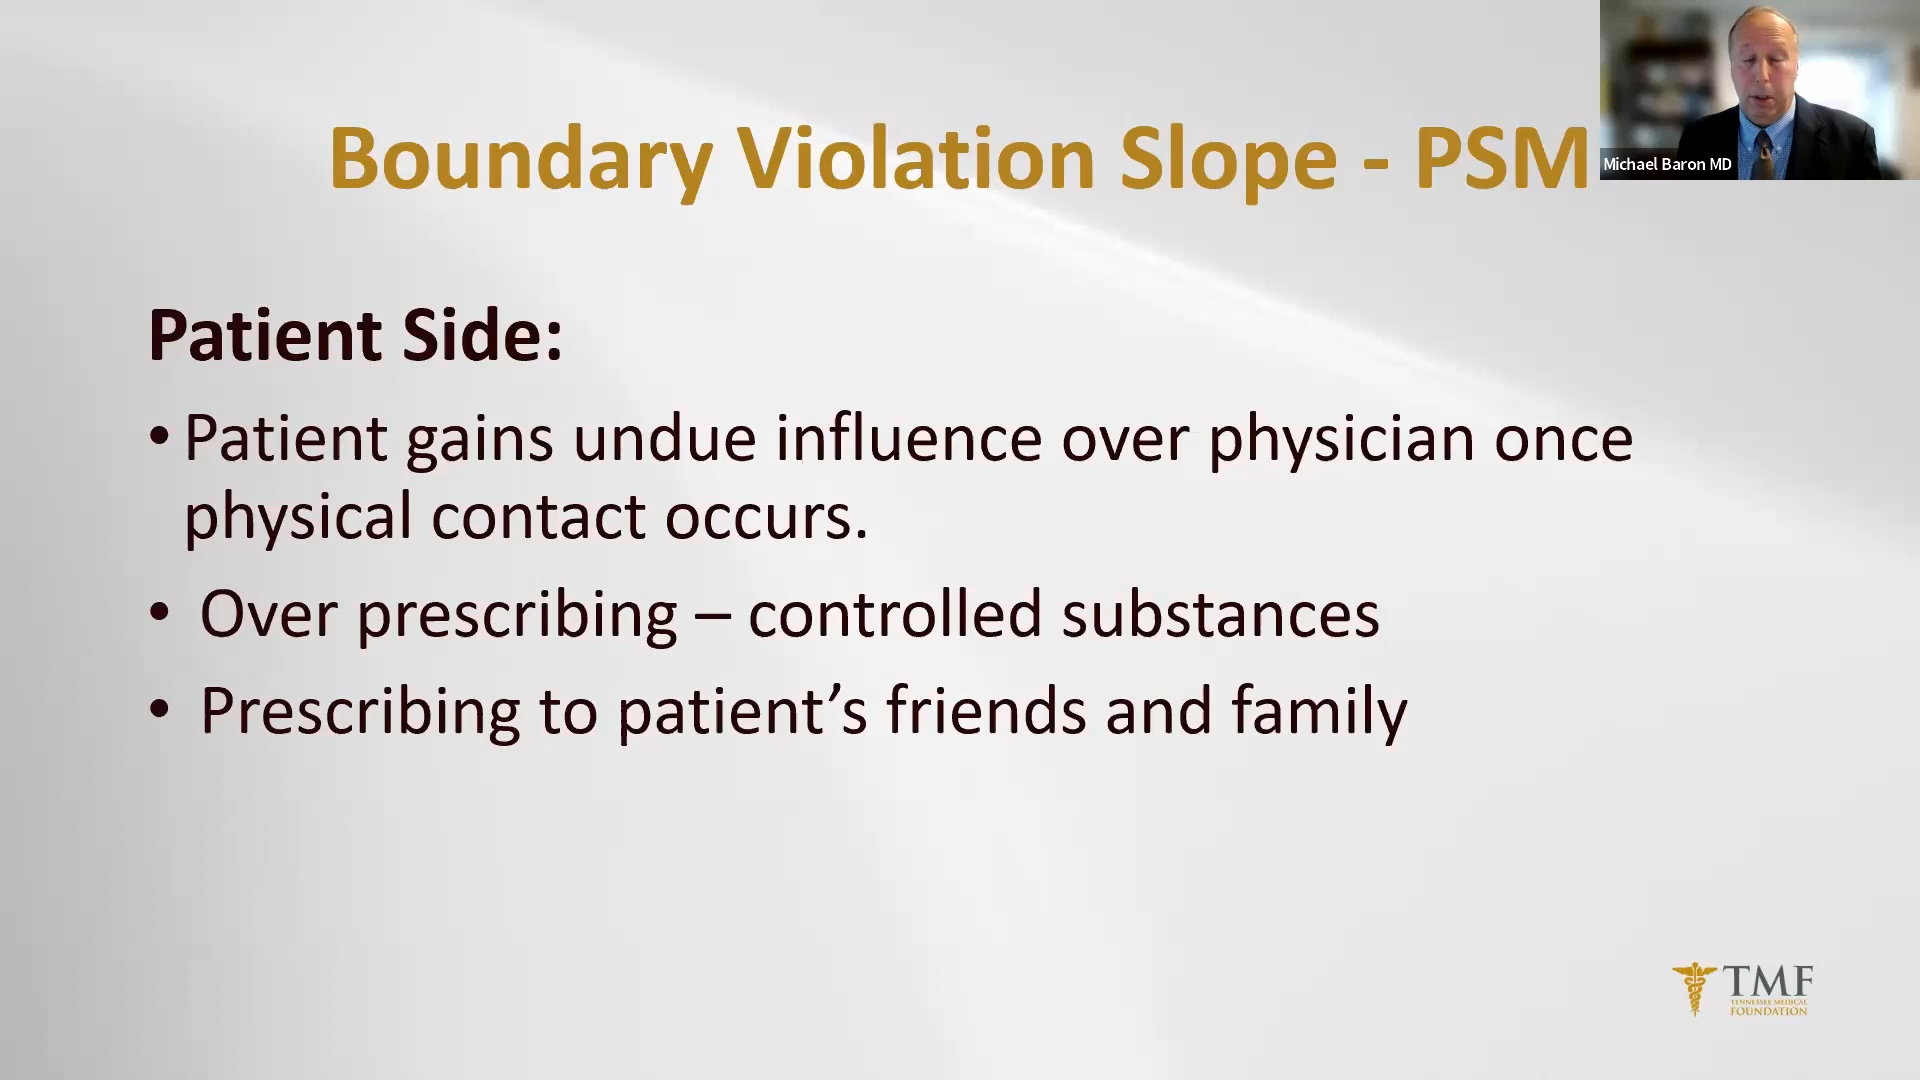 Boundary Violation Slope - PSM
Michael Baron MD
Patient Side:
• Patient gains undue influence over physician once
physical contact occurs.
• Over prescribing – controlled substances
• Prescribing to patient’s friends and family
TMF
TENNESSEE MEDICAL
FOUNDATION